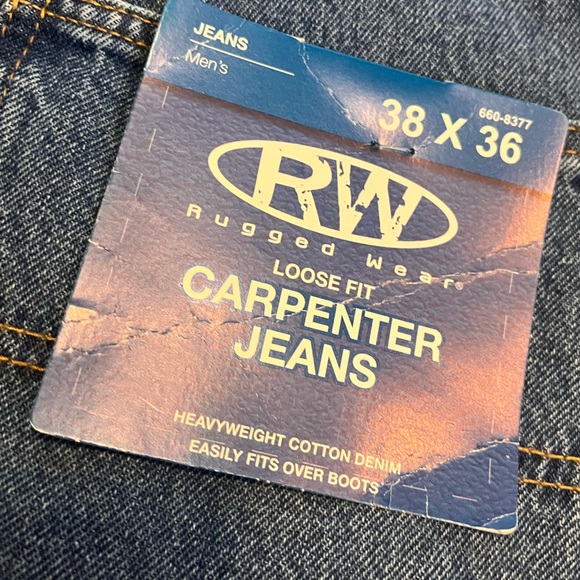 JEANS
Men's
660-8377
38 X 36
RW
Rugged Wear®
LOOSE FIT
CARPENTER
JEANS
HEAVYWEIGHT COTTON DENIM
EASILY FITS OVER BOOTS